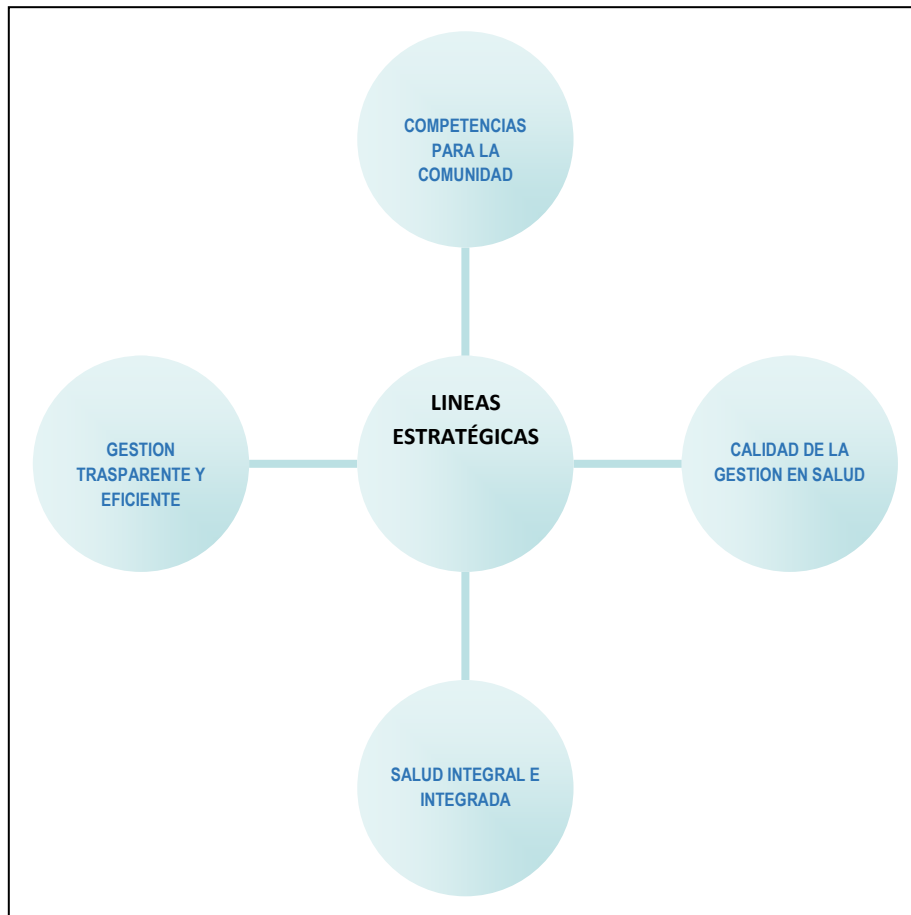 COMPETENCIAS
PARA LA
COMUNIDAD
LINEAS
ESTRATÉGICAS
GESTION
TRASPARENTE Y
EFICIENTE
CALIDAD DE LA
GESTION EN SALUD
SALUD INTEGRAL E
INTEGRADA